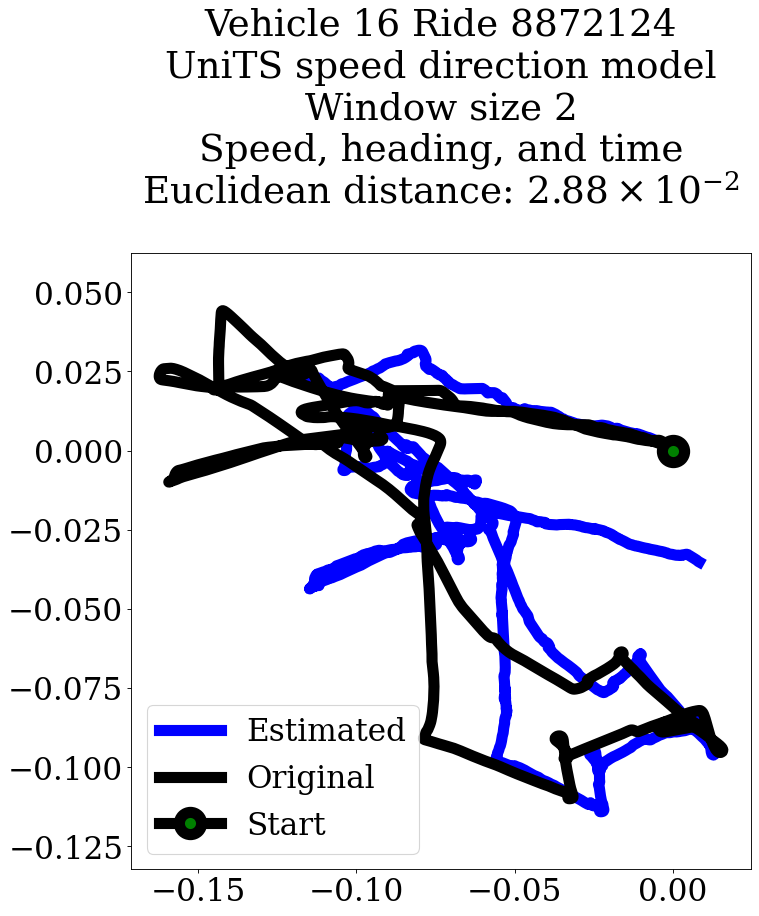 Vehicle 16 Ride 8872124
UniTS speed direction model
Window size 2
Speed, heading, and time
Euclidean distance: 2.88 × 10⁻²
0.050
0.025
0.000
−0.025
−0.050
−0.075
−0.100
−0.125
Estimated
Original
Start
−0.15
−0.10
−0.05
0.00